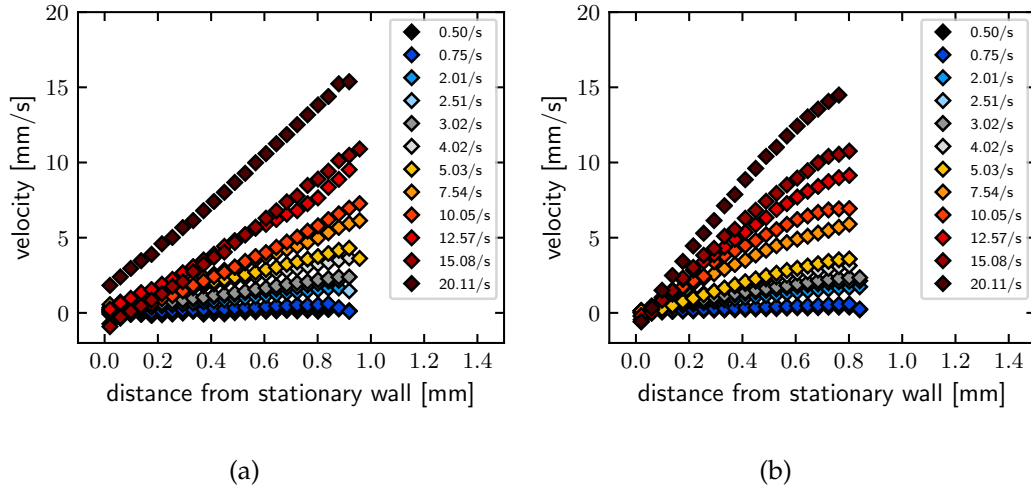 20
15
10
5
0
velocity [mm/s]
0.0 0.2 0.4 0.6 0.8 1.0 1.2 1.4
distance from stationary wall [mm]
0.50/s
0.75/s
2.01/s
2.51/s
3.02/s
4.02/s
5.03/s
7.54/s
10.05/s
12.57/s
15.08/s
20.11/s
(a)
20
15
10
5
0
velocity [mm/s]
0.0 0.2 0.4 0.6 0.8 1.0 1.2 1.4
distance from stationary wall [mm]
0.50/s
0.75/s
2.01/s
2.51/s
3.02/s
4.02/s
5.03/s
7.54/s
10.05/s
12.57/s
15.08/s
20.11/s
(b)